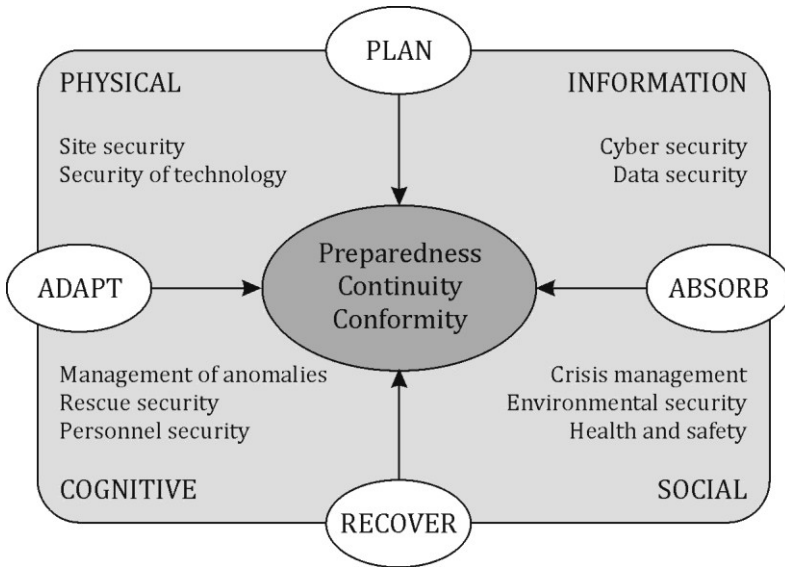 PLAN
PHYSICAL
INFORMATION
Site security
Security of technology
Cyber security
Data security
Preparedness
Continuity
Conformity
ADAPT
ABSORB
Management of anomalies
Rescue security
Personnel security
Crisis management
Environmental security
Health and safety
COGNITIVE
SOCIAL
RECOVER